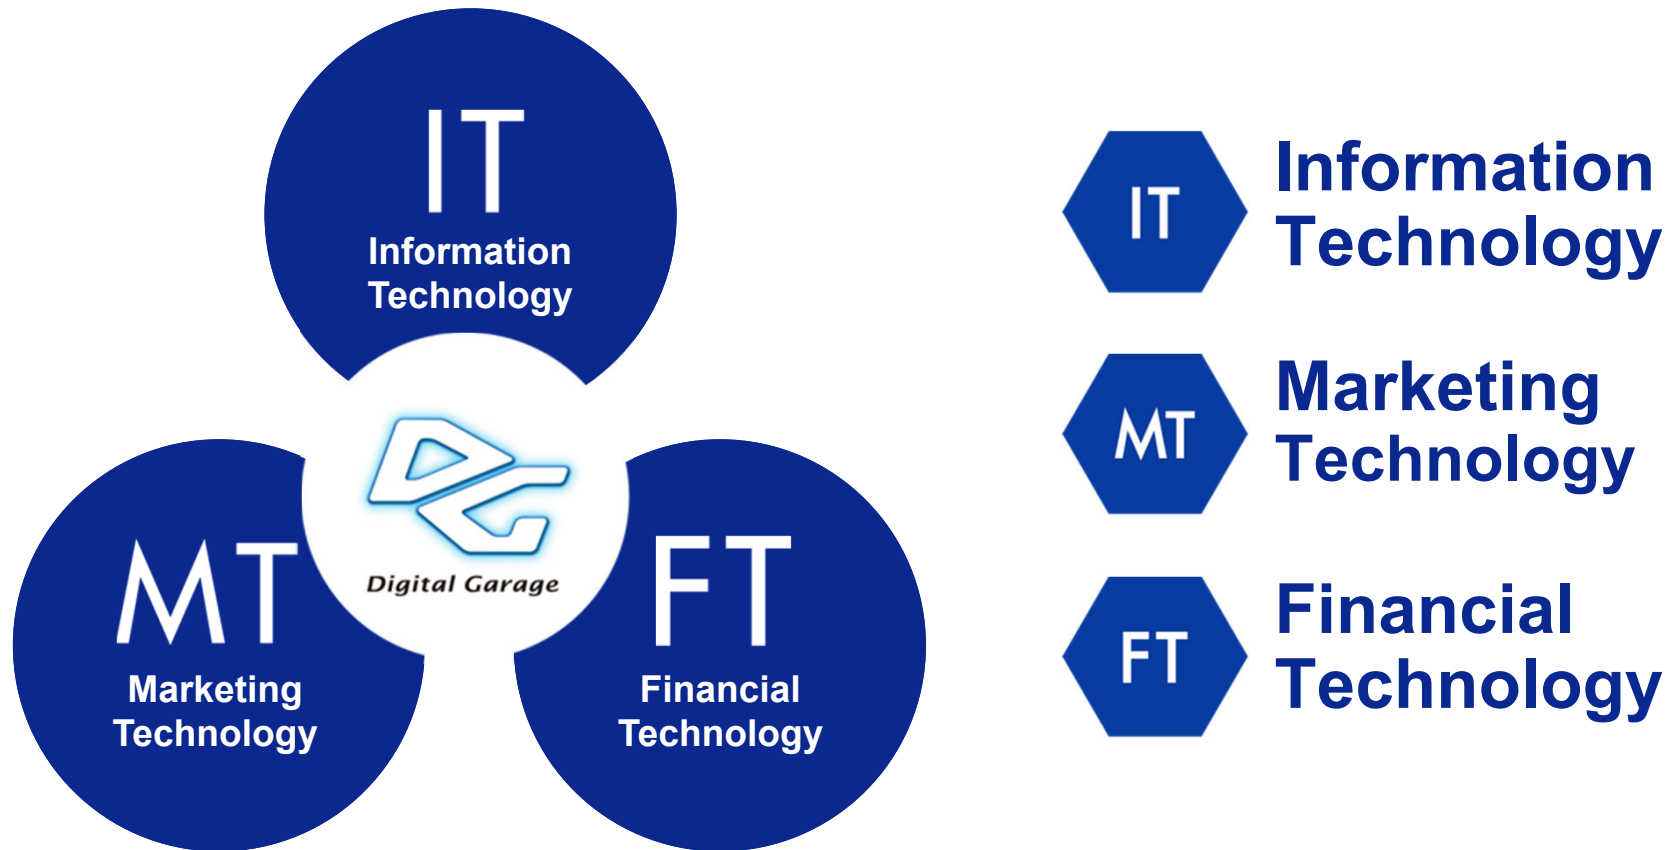 IT
Information
Technology
DG
Digital Garage
MT
Marketing
Technology
FT
Financial
Technology
IT
Information
Technology
MT
Marketing
Technology
FT
Financial
Technology